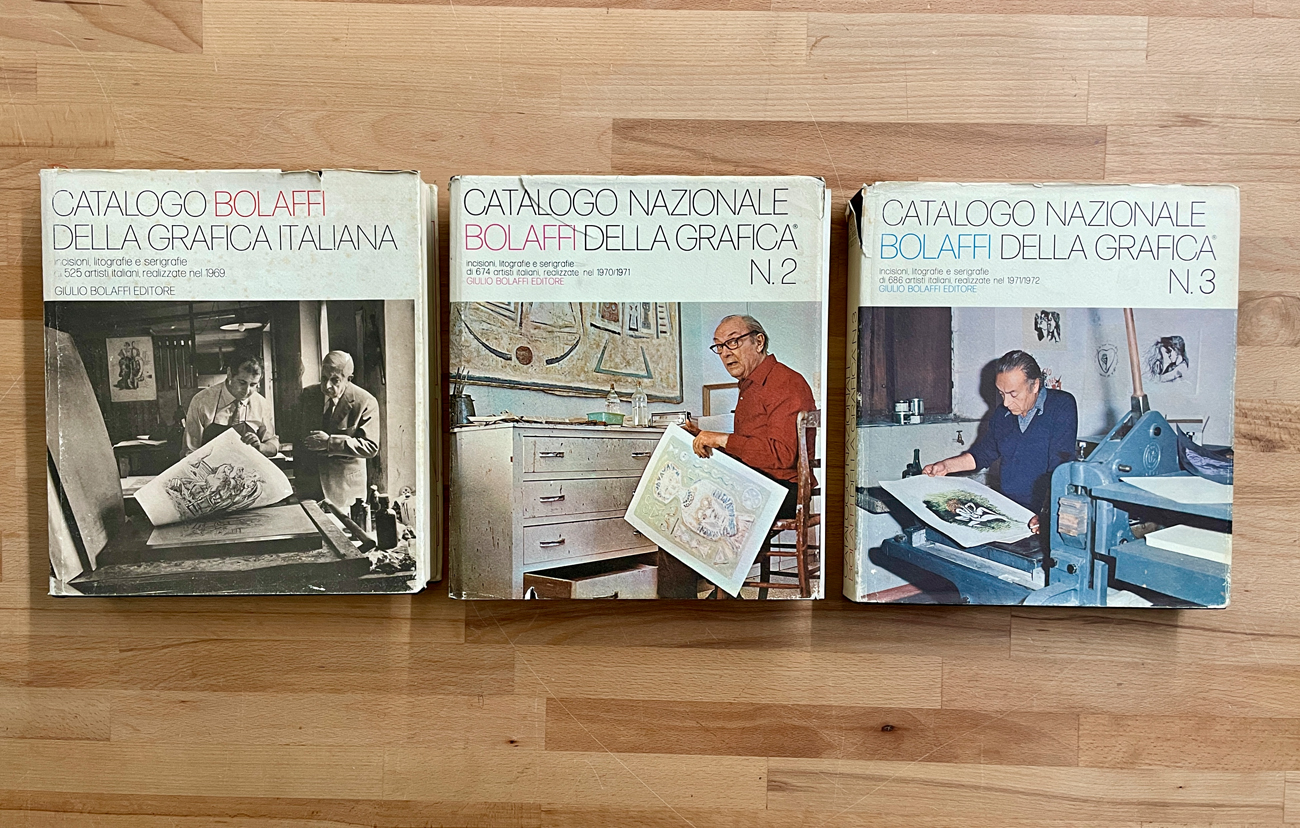 CATALOGO BOLAFFI
DELLA GRAFICA ITALIANA
incisioni, litografie e serigrafie
525 artisti italiani, realizzate nel 1969
GIULIO BOLAFFI EDITORE
CATALOGO NAZIONALE
BOLAFFI DELLA GRAFICA®
incisioni, litografie e serigrafie
di 674 artisti italiani, realizzate nel 1970/1971
GIULIO BOLAFFI EDITORE
N.2
CATALOGO NAZIONALE
BOLAFFI DELLA GRAFICA®
incisioni, litografie e serigrafie
di 686 artisti italiani, realizzate nel 1971/1972
GIULIO BOLAFFI EDITORE
N.3